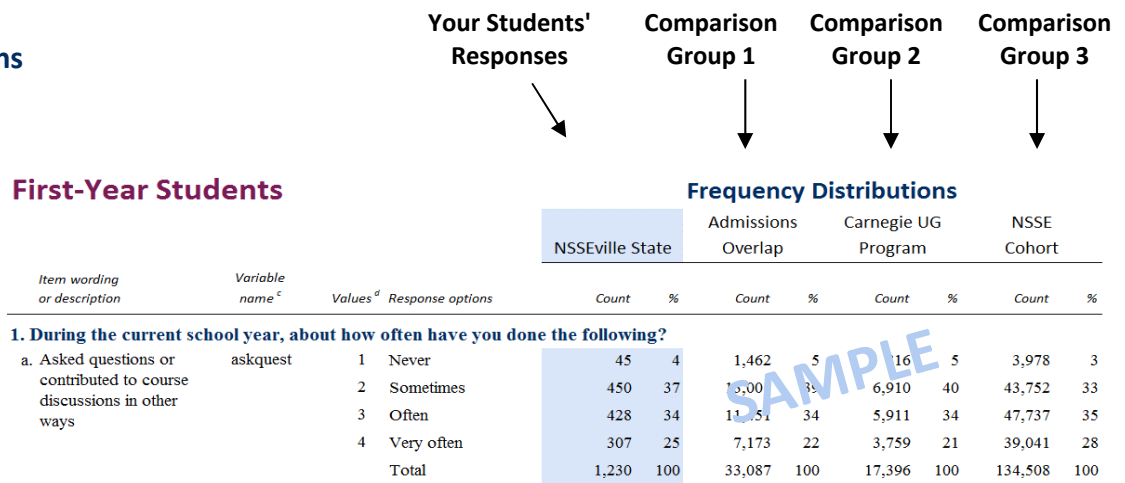 Your Students' Comparison Comparison Comparison
Responses Group 1 Group 2 Group 3
ns
First-Year Students Frequency Distributions
Admissions Carnegie UG NSSE
NSSEville State Overlap Program Cohort
Item wording Variable
or description name c Values d Response options Count % Count % Count % Count %
1. During the current school year, about how often have you done the following?
a. Asked questions or askquest 1 Never 45 4 1,462 5 5 3,978 3
contributed to course
discussions in other 2 Sometimes 450 37 6,910 40 43,752 33
ways 3 Often 428 34 34 5,911 34 47,737 35
4 Very often 307 25 7,173 22 3,759 21 39,041 28
Total 1,230 100 33,087 100 17,396 100 134,508 100
SAMPLE